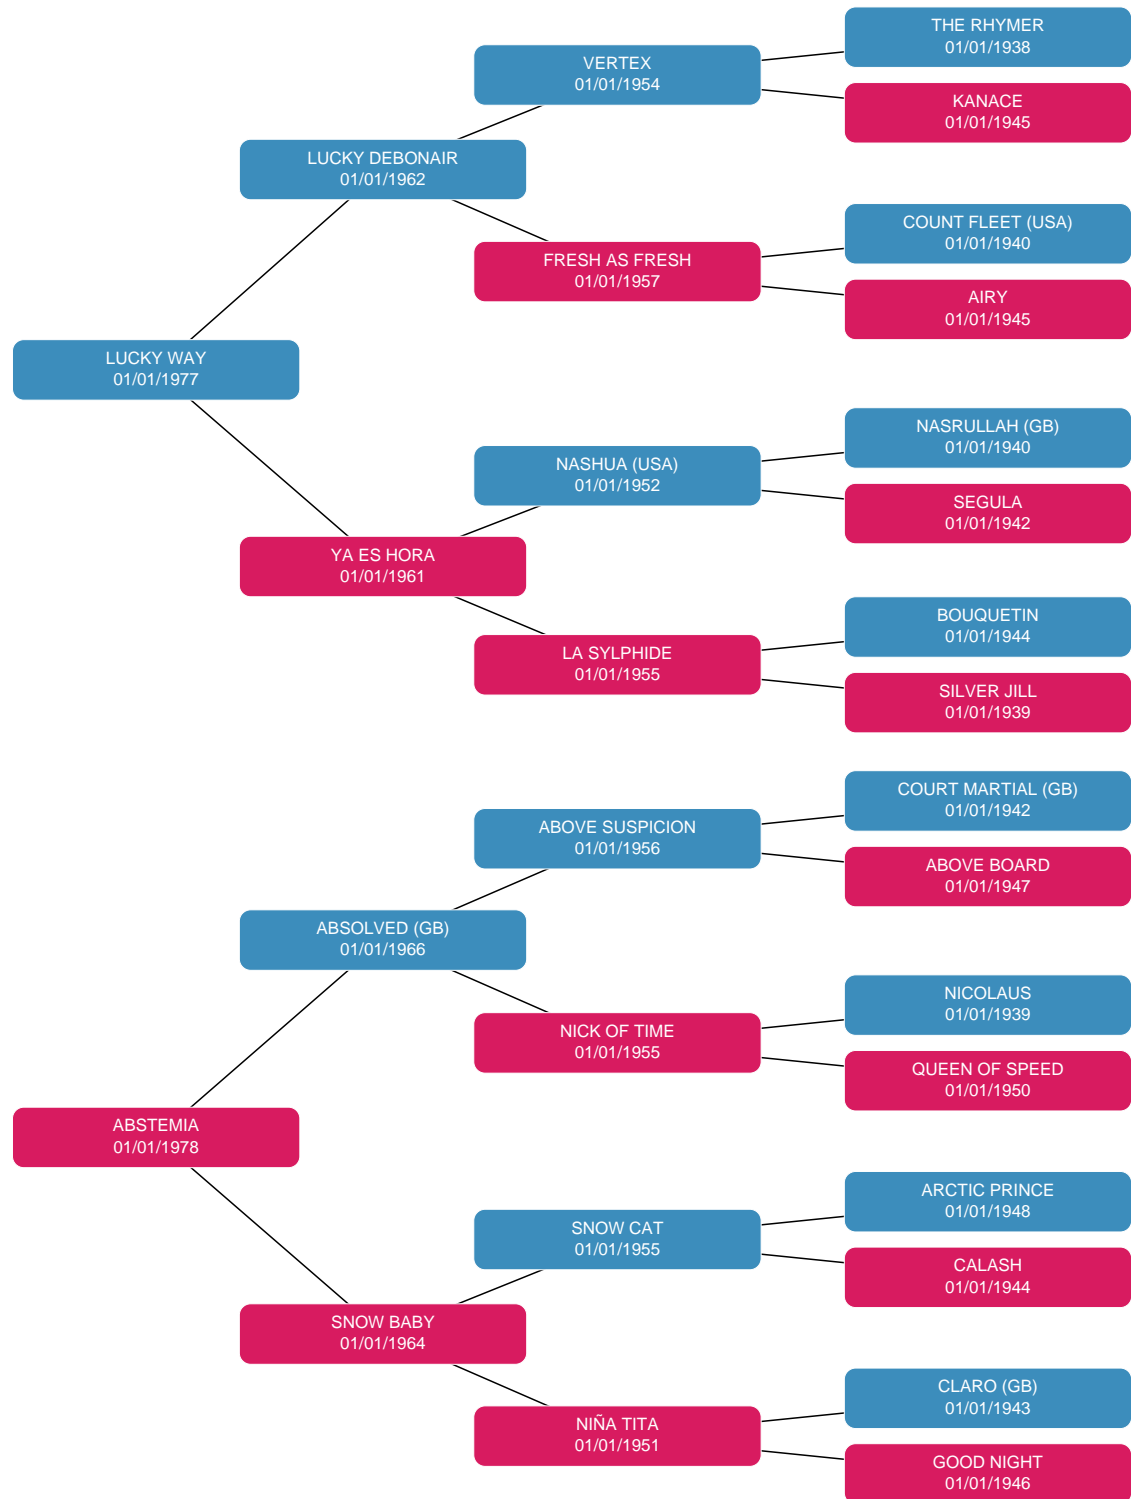 THE RHYMER
01/01/1938
VERTEX
01/01/1954
KANACE
01/01/1945
LUCKY DEBONAIR
01/01/1962
COUNT FLEET (USA)
01/01/1940
FRESH AS FRESH
01/01/1957
AIRY
01/01/1945
LUCKY WAY
01/01/1977
NASRULLAH (GB)
01/01/1940
NASHUA (USA)
01/01/1952
SEGULA
01/01/1942
YA ES HORA
01/01/1961
BOUQUETIN
01/01/1944
LA SYLPHIDE
01/01/1955
SILVER JILL
01/01/1939
COURT MARTIAL (GB)
01/01/1942
ABOVE SUSPICION
01/01/1956
ABOVE BOARD
01/01/1947
ABSOLVED (GB)
01/01/1966
NICOLAUS
01/01/1939
NICK OF TIME
01/01/1955
QUEEN OF SPEED
01/01/1950
ABSTEMIA
01/01/1978
ARCTIC PRINCE
01/01/1948
SNOW CAT
01/01/1955
CALASH
01/01/1944
SNOW BABY
01/01/1964
CLARO (GB)
01/01/1943
NIÑA TITA
01/01/1951
GOOD NIGHT
01/01/1946